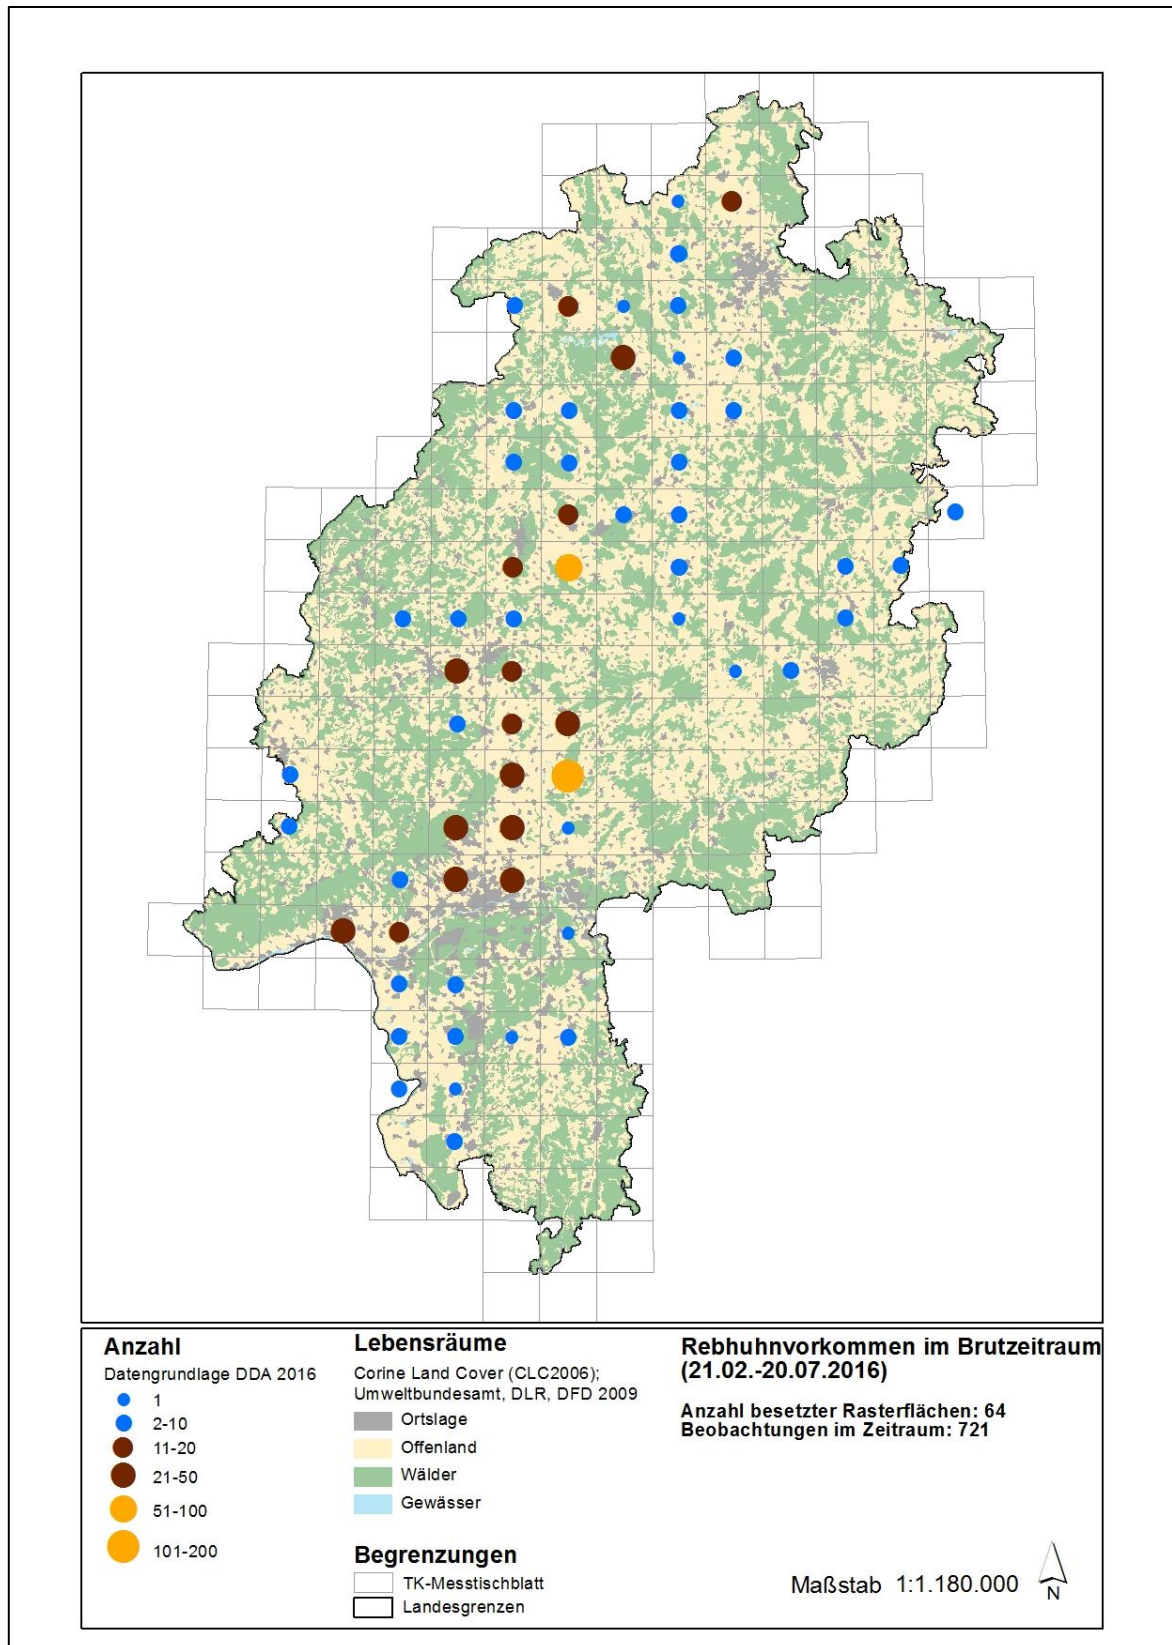 Anzahl
Datengrundlage DDA 2016
1
2-10
11-20
21-50
51-100
101-200
Lebensräume
Corine Land Cover (CLC2006);
Umweltbundesamt, DLR, DFD 2009
Ortslage
Offenland
Wälder
Gewässer
Begrenzungen
TK-Messtischblatt
Landesgrenzen
Rebhuhnvorkommen im Brutzeitraum
(21.02.-20.07.2016)
Anzahl besetzter Rasterflächen: 64
Beobachtungen im Zeitraum: 721
Maßstab 1:1.180.000
N